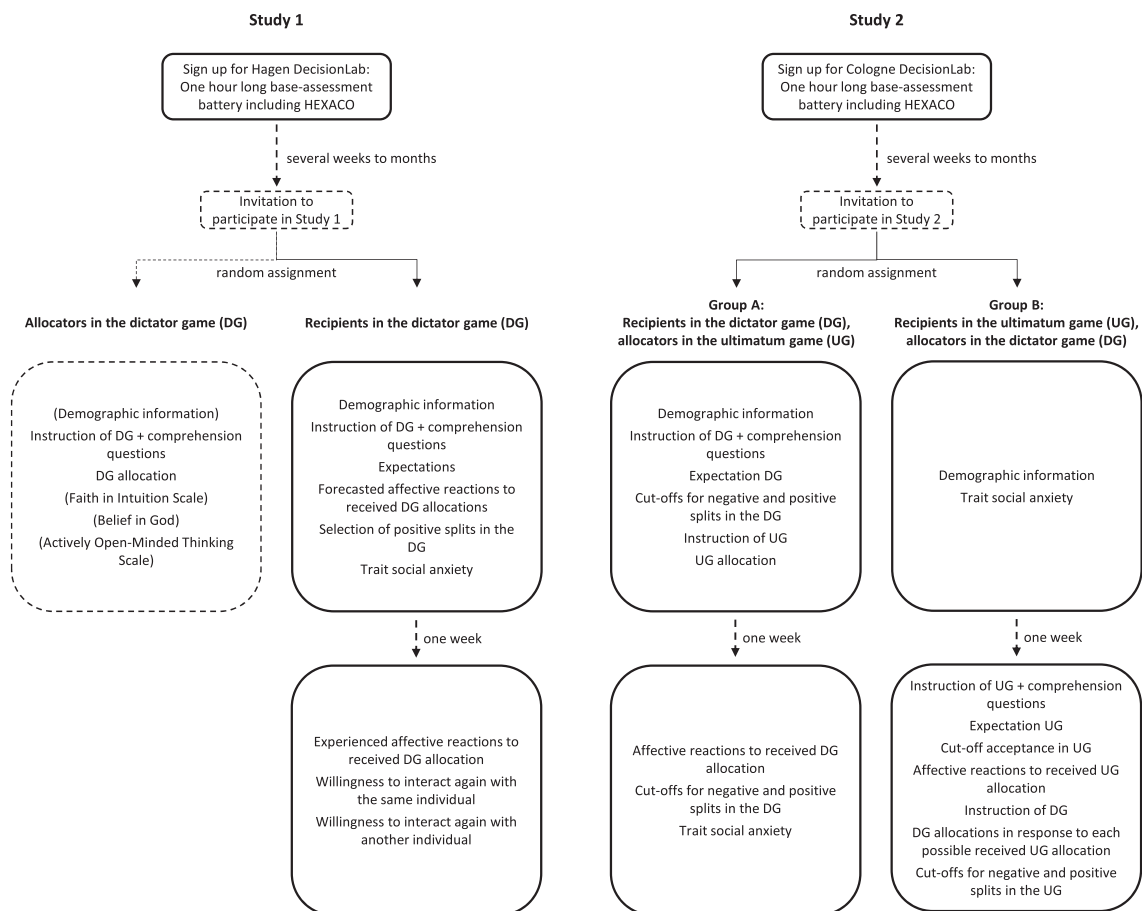 Study 1
Sign up for Hagen DecisionLab:
One hour long base-assessment
battery including HEXACO
several weeks to months
Invitation to
participate in Study 1
random assignment
Allocators in the dictator game (DG)
(Demographic information)
Instruction of DG + comprehension
questions
DG allocation
(Faith in Intuition Scale)
(Belief in God)
(Actively Open-Minded Thinking
Scale)
Recipients in the dictator game (DG)
Demographic information
Instruction of DG + comprehension
questions
Expectations
Forecasted affective reactions to
received DG allocations
Selection of positive splits in the
DG
Trait social anxiety
one week
Experienced affective reactions to
received DG allocation
Willingness to interact again with
the same individual
Willingness to interact again with
another individual
Study 2
Sign up for Cologne DecisionLab:
One hour long base-assessment
battery including HEXACO
several weeks to months
Invitation to
participate in Study 2
random assignment
Group A:
Recipients in the dictator game (DG),
allocators in the ultimatum game (UG)
Demographic information
Instruction of DG + comprehension
questions
Expectation DG
Cut-offs for negative and positive
splits in the DG
Instruction of UG
UG allocation
one week
Affective reactions to received DG
allocation
Cut-offs for negative and positive
splits in the DG
Trait social anxiety
Group B:
Recipients in the ultimatum game (UG),
allocators in the dictator game (DG)
Demographic information
Trait social anxiety
one week
Instruction of UG + comprehension
questions
Expectation UG
Cut-off acceptance in UG
Affective reactions to received UG
allocation
Instruction of DG
DG allocations in response to each
possible received UG allocation
Cut-offs for negative and positive
splits in the UG